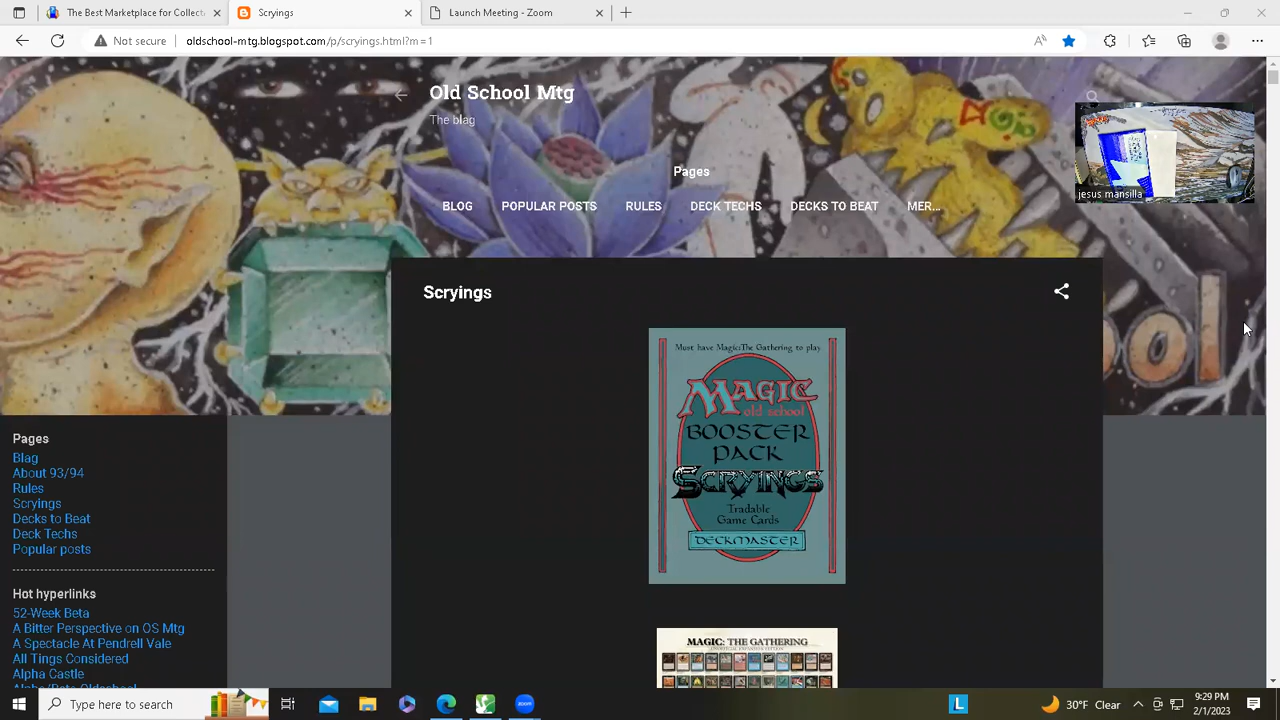 The Best Marketplace for Collect
Scryings
Launch Meeting - Zoom
Not secure
oldschool-mtg.blogspot.com/p/scryings.html?m=1
Old School Mtg
The blag
Pages
BLOG POPULAR POSTS RULES DECK TECHS DECKS TO BEAT MER...
jesus mansilla
Scryings
Must have Magic:The Gathering to play
MAGIC
old school
BOOSTER
PACK
SCRYINGS
Tradable
Game Cards
DECKMASTER
MAGIC: THE GATHERING
Pages
Blag
About 93/94
Rules
Scryings
Decks to Beat
Deck Techs
Popular posts
Hot hyperlinks
52-Week Beta
A Bitter Perspective on OS Mtg
A Spectacle At Pendrell Vale
All Tings Considered
Alpha Castle
Alpha/Beta Oldschool
Type here to search
L
zoom
30°F Clear
9:29 PM
2/1/2023